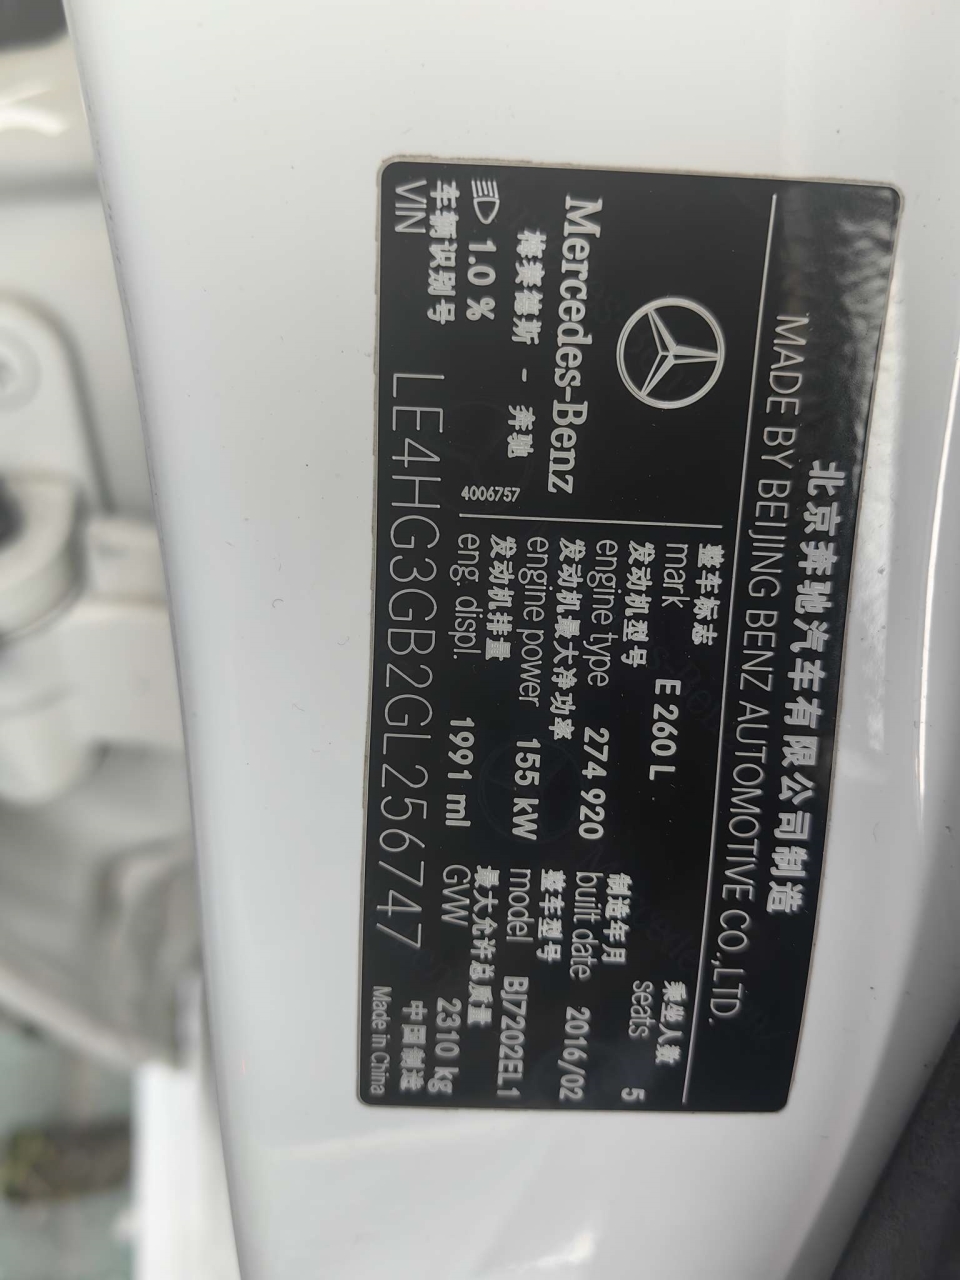 北京奔驰汽车有限公司制造
MADE BY BEIJING BENZ AUTOMOTIVE CO.,LTD.
Mercedes-Benz
梅赛德斯 - 奔驰
1.0 %
4006757
整车标志
mark E 260 L
乘坐人数
seats 5
发动机型号
engine type 274 920
制造年月
built date 2016/02
发动机最大净功率
engine power 155 kW
整车型号
model BJ7202EL1
发动机排量
eng. displ. 1991 ml
最大允许总质量
GVW 2310 kg
车辆识别号
VIN LE4HG3GB2GL256747
中国制造
Made in China